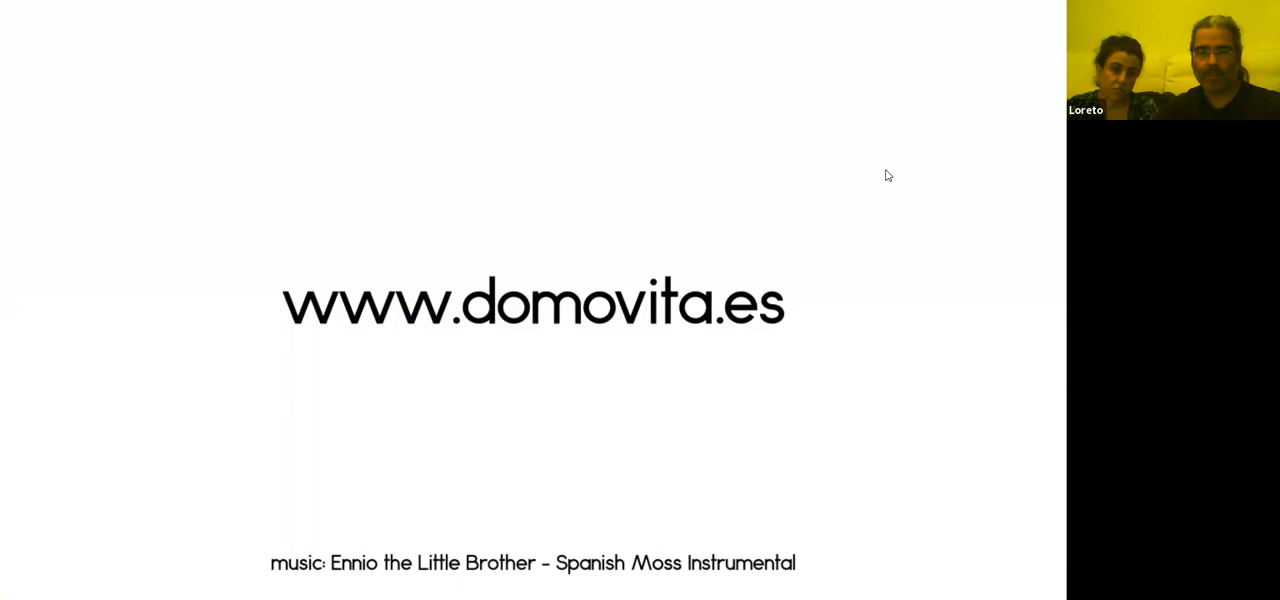 Loreto
www.domovita.es
music: Ennio the Little Brother - Spanish Moss Instrumental